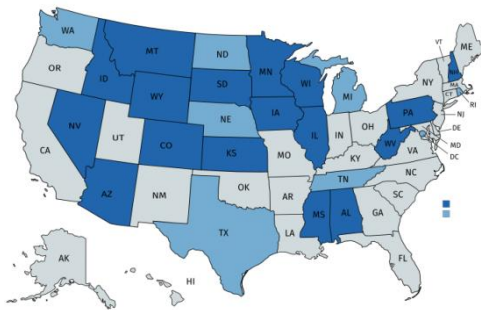 WA
MT
ND
MN
VT
ME
OR
ID
SD
WI
NH
WY
MI
NY
MA
CT
RI
NV
NE
IA
PA
NJ
UT
IL
IN
OH
DE
CA
CO
KS
MO
WV
VA
MD
DC
KY
AZ
NM
OK
AR
TN
NC
SC
TX
LA
MS
AL
GA
FL
AK
HI